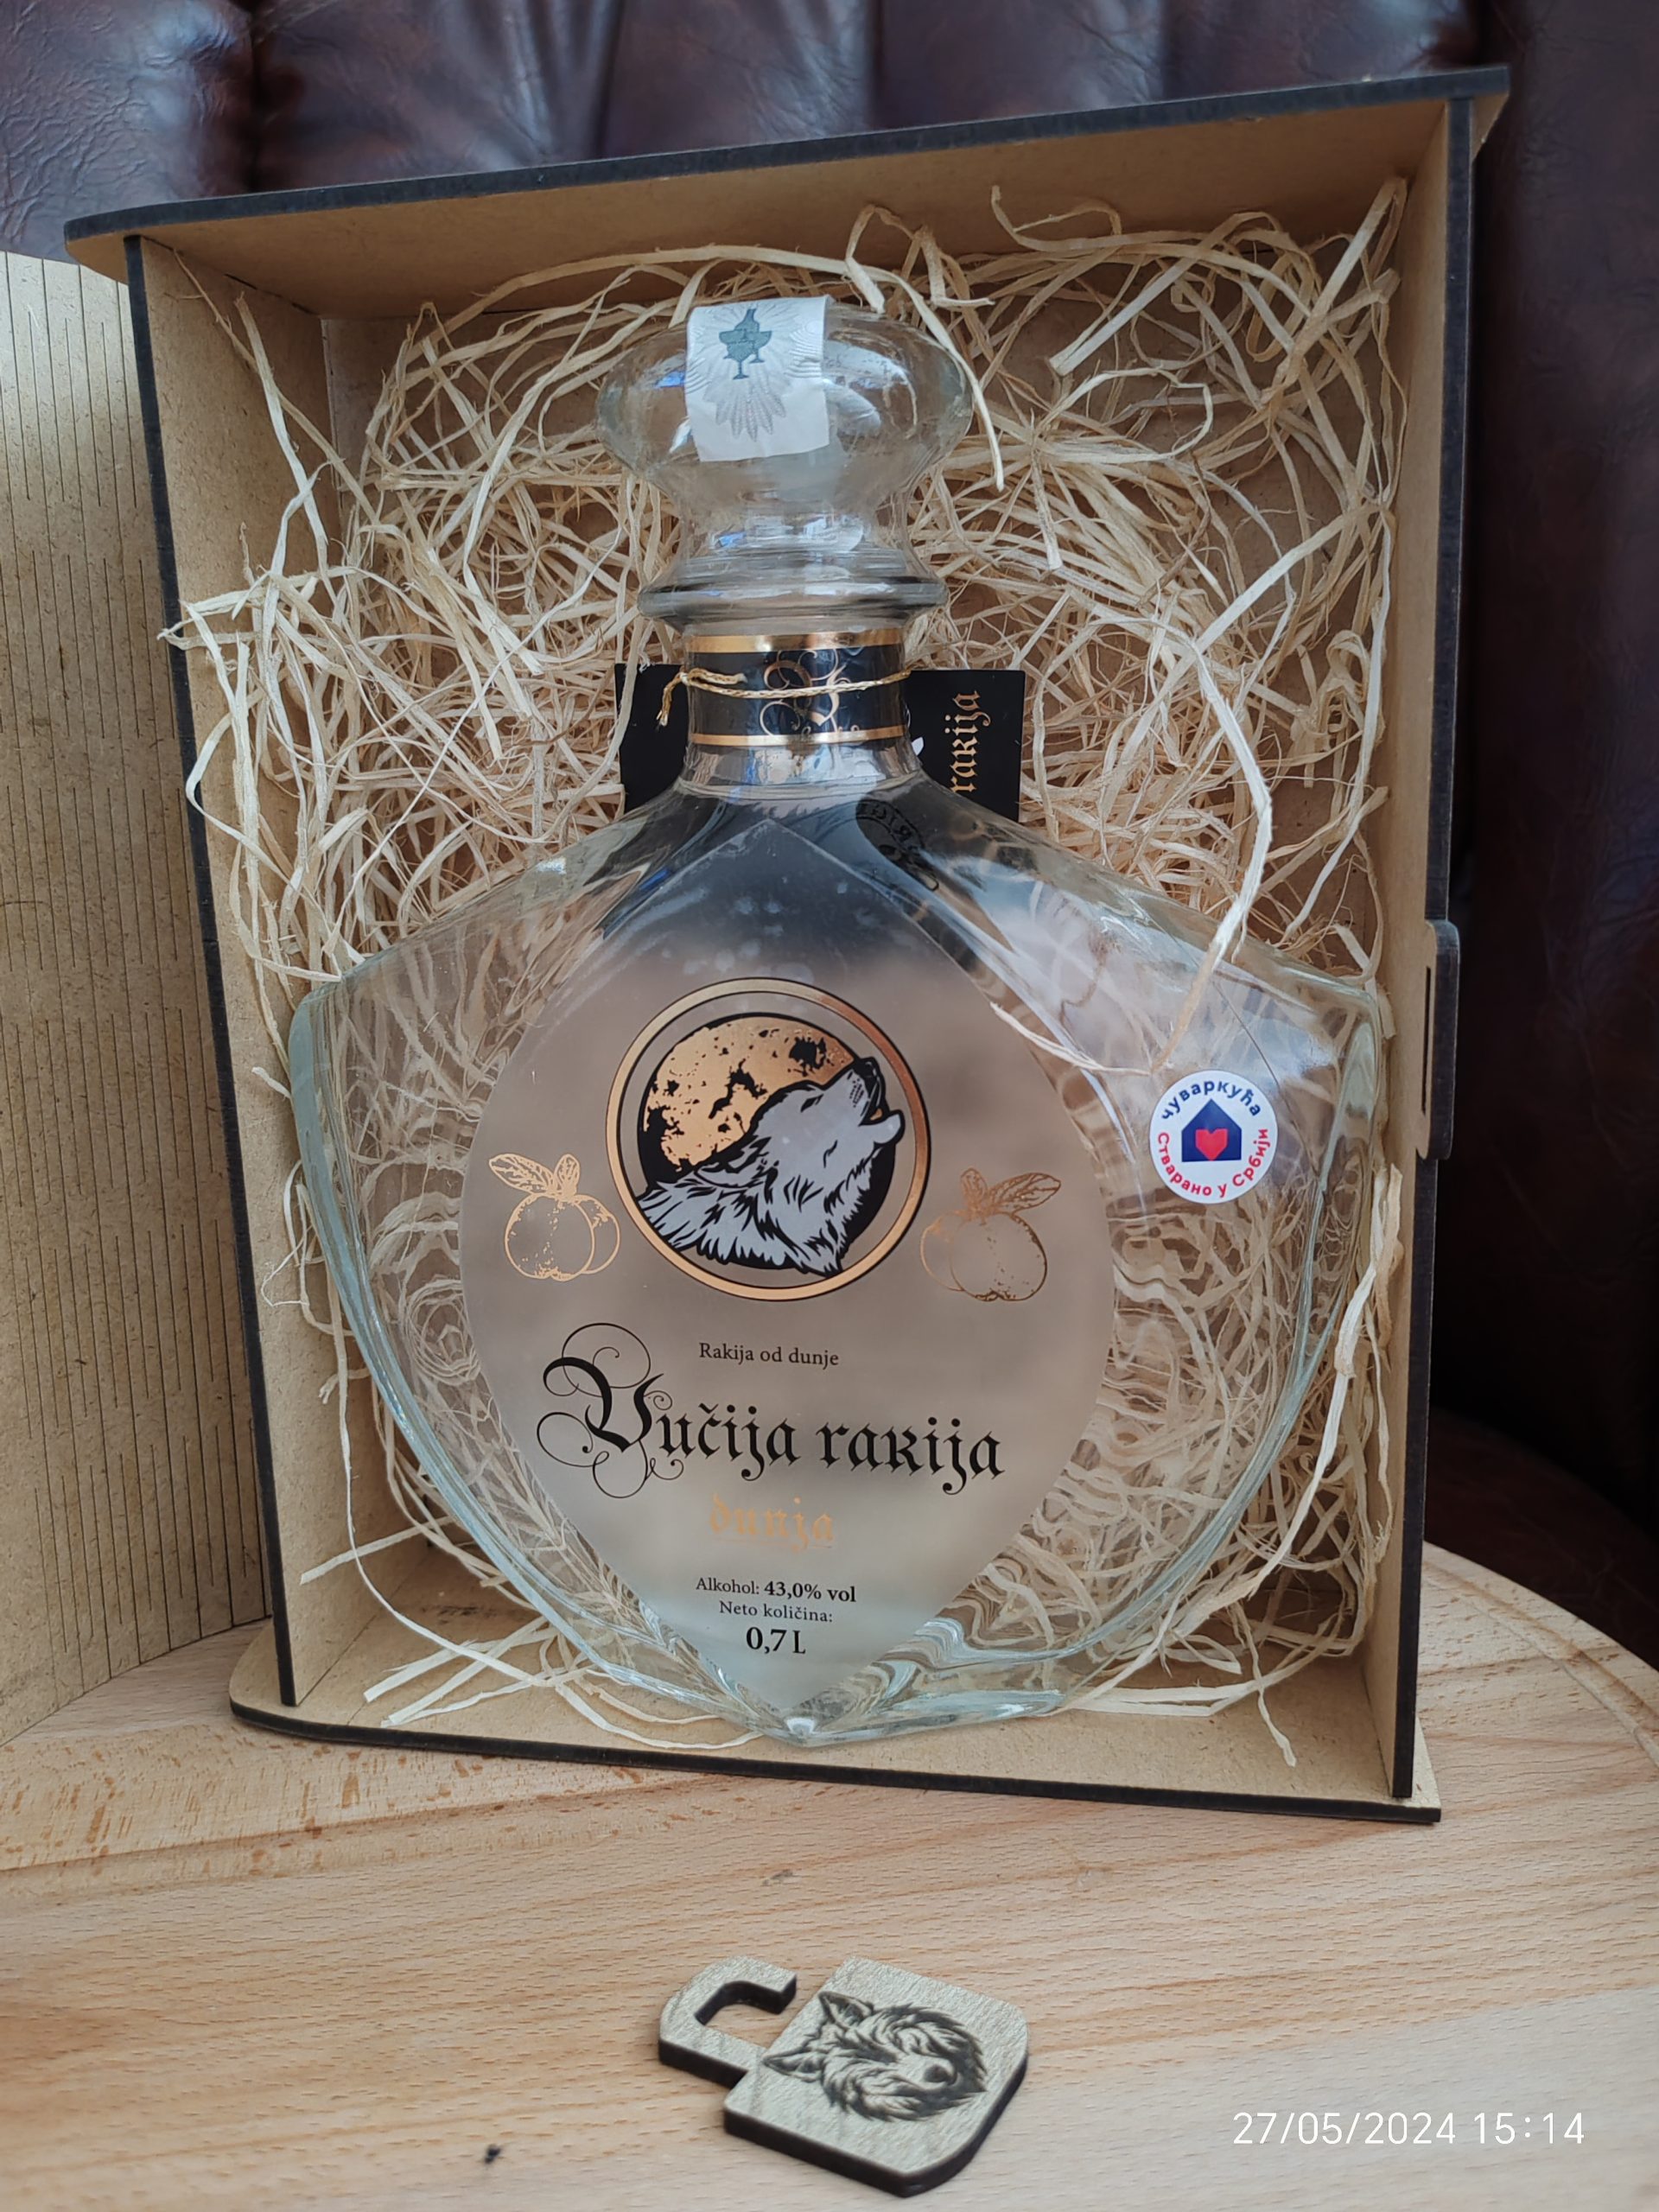 rakija
чуваркућа
Стварано у Србији
Rakija od dunje
Vučija rakija
dunja
Alkohol: 43,0% vol
Neto količina:
0,7 L
27/05/2024 15:14